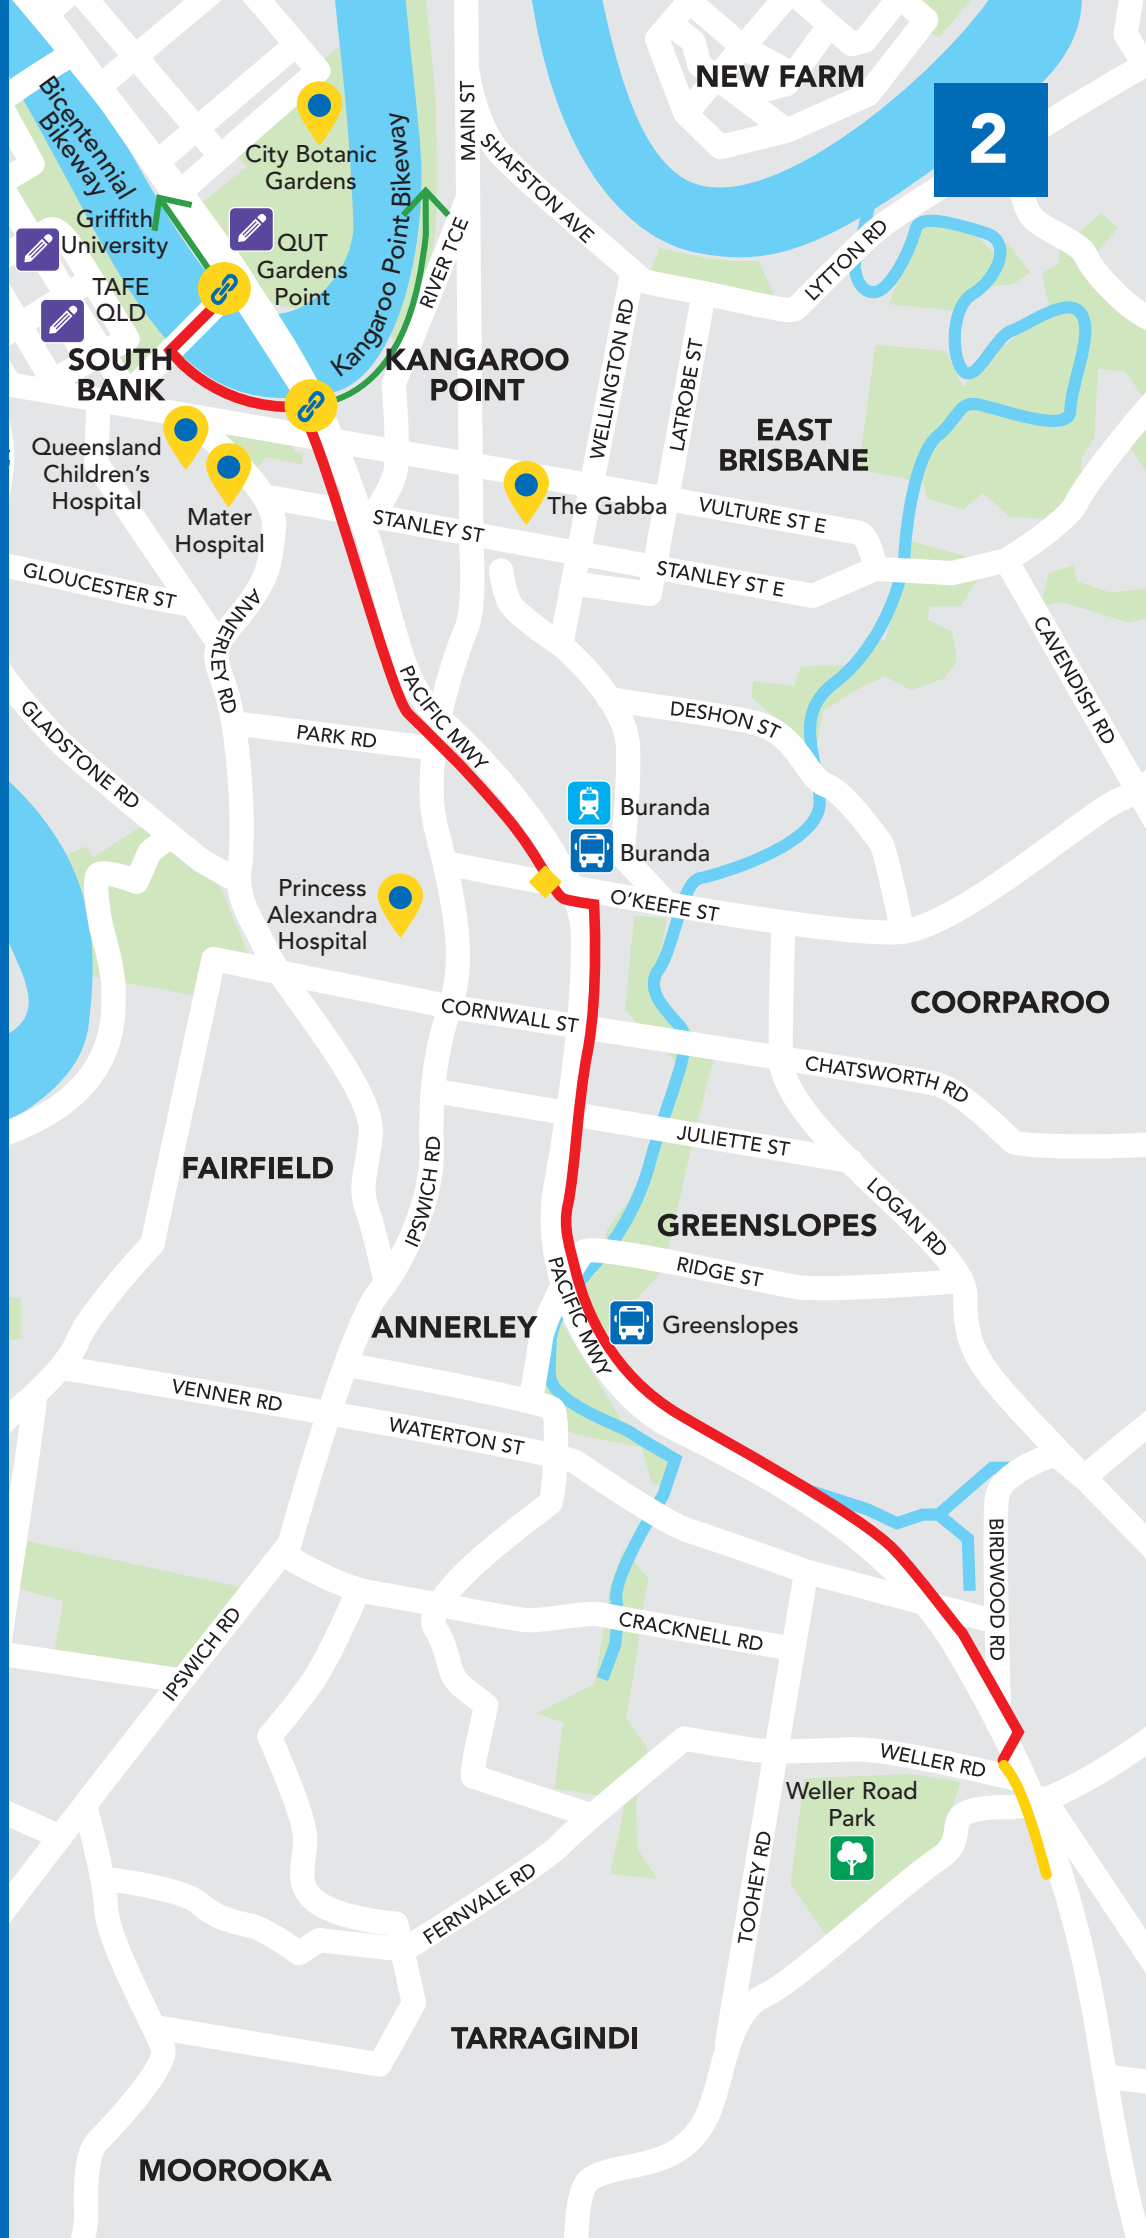 NEW FARM
2
Bicentennial
Bikeway
MAIN ST
SHAFSTON AVE
City Botanic
Gardens
Kangaroo Point Bikeway
Griffith
University
QUT
Gardens
Point
RIVER TCE
LYTTON RD
TAFE
QLD
SOUTH
BANK
KANGAROO
POINT
WELLINGTON RD
LATROBE ST
EAST
BRISBANE
Queensland
Children's
Hospital
Mater
Hospital
The Gabba
STANLEY ST
VULTURE ST E
STANLEY ST E
GLOUCESTER ST
ANNERLEY RD
CAVENDISH RD
PACIFIC MWY
GLADSTONE RD
PARK RD
DESHON ST
Buranda
Buranda
Princess
Alexandra
Hospital
O'KEEFE ST
COORPAROO
CORNWALL ST
CHATSWORTH RD
JULIETTE ST
FAIRFIELD
IPSWICH RD
LOGAN RD
GREENSLOPES
RIDGE ST
PACIFIC MWY
ANNERLEY
Greenslopes
VENNER RD
WATERTON ST
BIRDWOOD RD
CRACKNELL RD
IPSWICH RD
WELLER RD
Weller Road
Park
TOOHEY RD
FERNVALE RD
TARRAGINDI
MOOROOKA